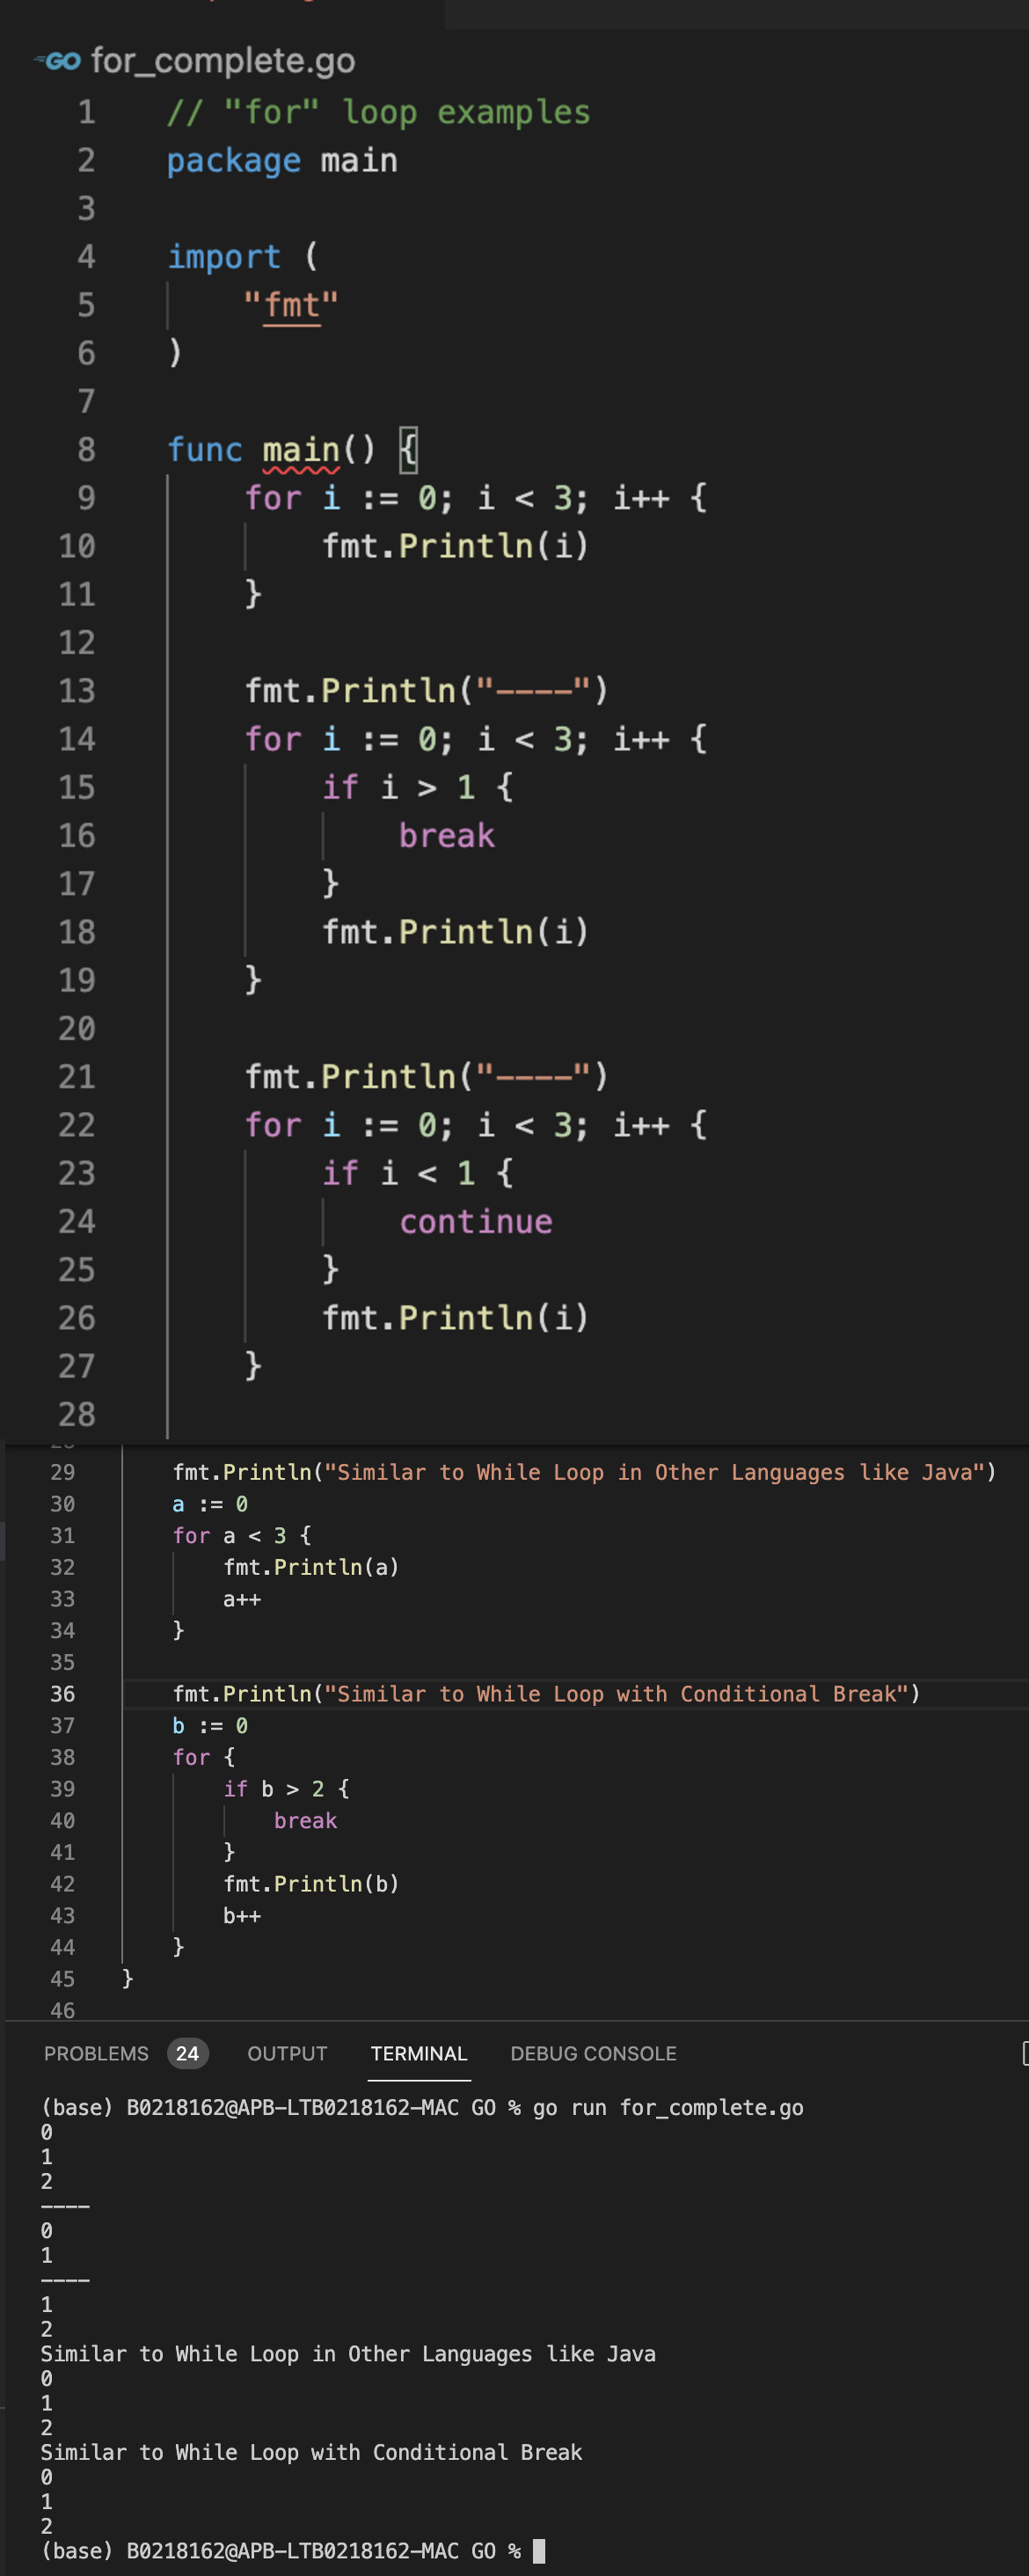 GO for_complete.go
1 // "for" loop examples
2 package main
3
4 import (
5 "fmt"
6 )
7
8 func main() {
9 for i := 0; i < 3; i++ {
10 fmt.Println(i)
11 }
12
13 fmt.Println("----")
14 for i := 0; i < 3; i++ {
15 if i > 1 {
16 break
17 }
18 fmt.Println(i)
19 }
20
21 fmt.Println("----")
22 for i := 0; i < 3; i++ {
23 if i < 1 {
24 continue
25 }
26 fmt.Println(i)
27 }
28
29 fmt.Println("Similar to While Loop in Other Languages like Java")
30 a := 0
31 for a < 3 {
32 fmt.Println(a)
33 a++
34 }
35
36 fmt.Println("Similar to While Loop with Conditional Break")
37 b := 0
38 for {
39 if b > 2 {
40 break
41 }
42 fmt.Println(b)
43 b++
44 }
45 }
46
PROBLEMS 24 OUTPUT TERMINAL DEBUG CONSOLE
(base) B0218162@APB-LTB0218162-MAC GO % go run for_complete.go
0
1
2
----
0
1
----
1
2
Similar to While Loop in Other Languages like Java
0
1
2
Similar to While Loop with Conditional Break
0
1
2
(base) B0218162@APB-LTB0218162-MAC GO %